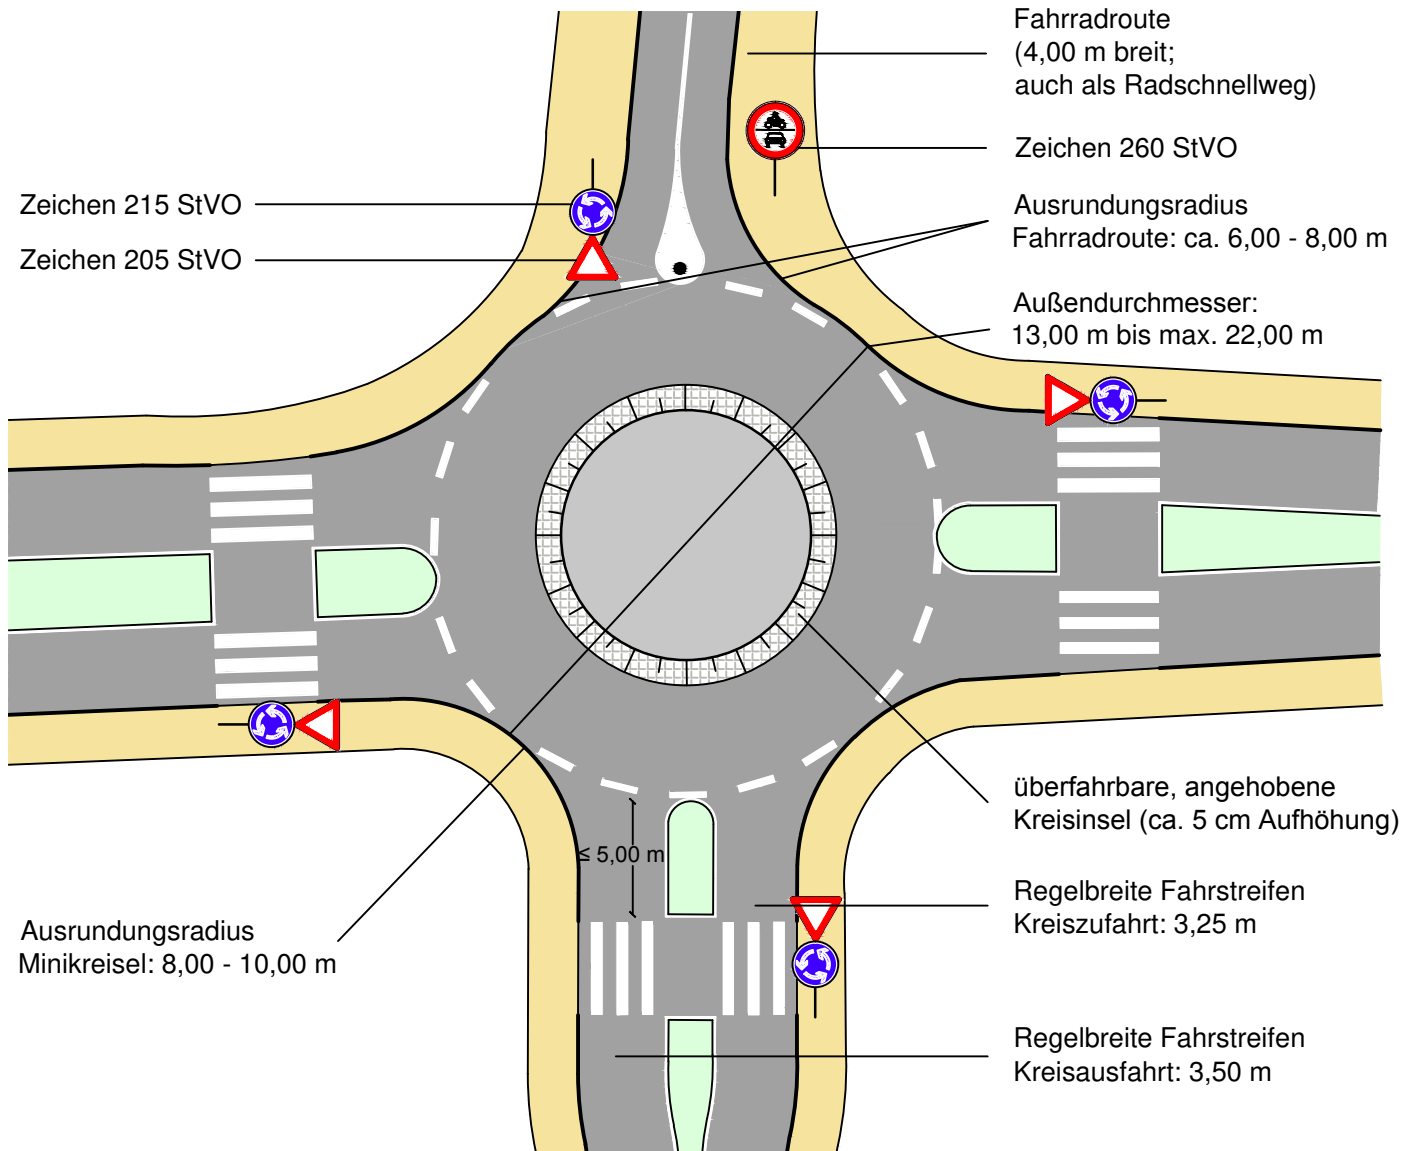 Fahrradroute
(4,00 m breit;
auch als Radschnellweg)
Zeichen 260 StVO
Zeichen 215 StVO
Zeichen 205 StVO
Ausrundungsradius
Fahrradroute: ca. 6,00 - 8,00 m
Außendurchmesser:
13,00 m bis max. 22,00 m
überfahrbare, angehobene
Kreisinsel (ca. 5 cm Aufhöhung)
≤ 5,00 m
Regelbreite Fahrstreifen
Kreiszufahrt: 3,25 m
Ausrundungsradius
Minikreisel: 8,00 - 10,00 m
Regelbreite Fahrstreifen
Kreisausfahrt: 3,50 m